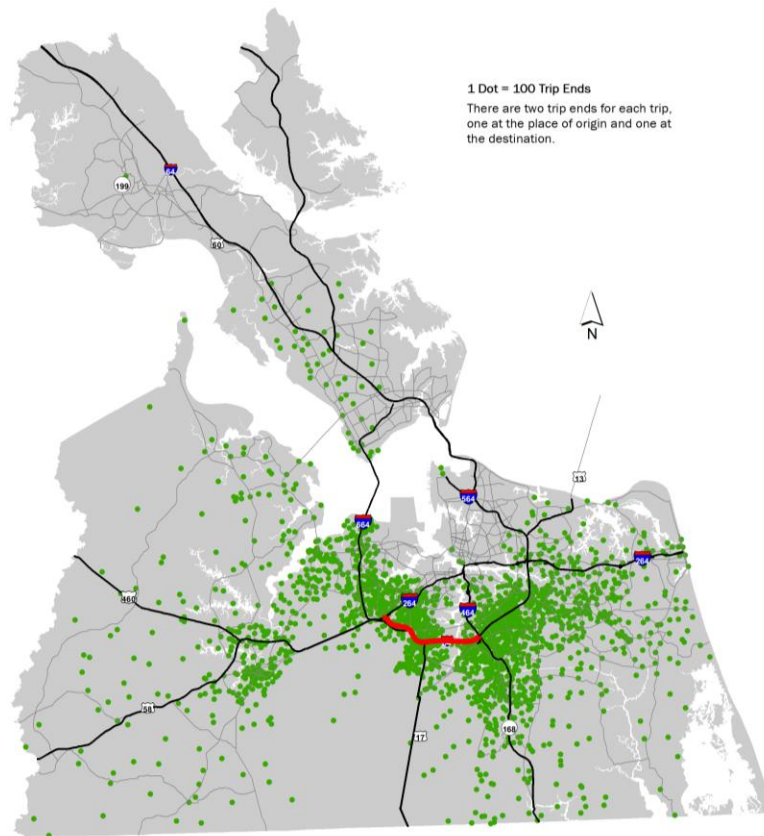 1 Dot = 100 Trip Ends
There are two trip ends for each trip,
one at the place of origin and one at
the destination.
64
199
60
N
13
564
664
264
264
460
464
58
17
168